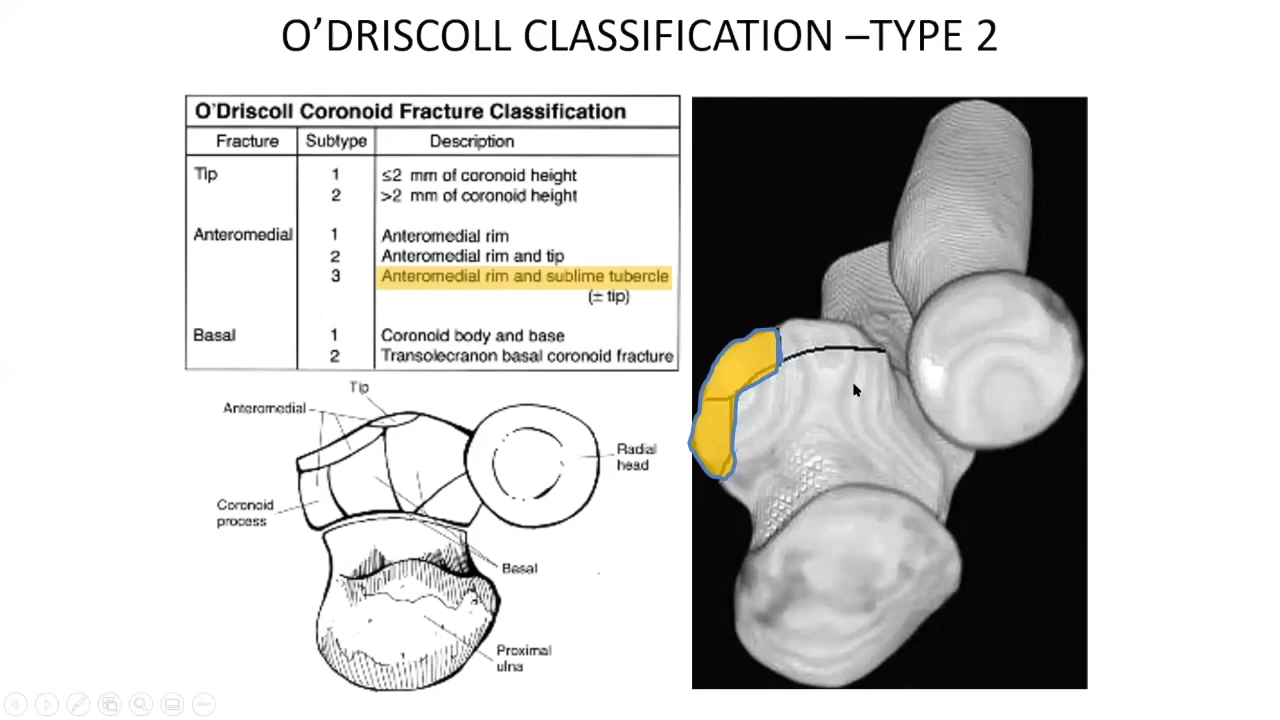 O’DRISCOLL CLASSIFICATION –TYPE 2
O'Driscoll Coronoid Fracture Classification
Fracture Subtype Description
Tip 1 ≤2 mm of coronoid height
2 >2 mm of coronoid height
Anteromedial 1 Anteromedial rim
2 Anteromedial rim and tip
3 Anteromedial rim and sublime tubercle
(± tip)
Basal 1 Coronoid body and base
2 Transolecranon basal coronoid fracture
Tip
Anteromedial
Radial
head
Coronoid
process
Basal
Proximal
ulna